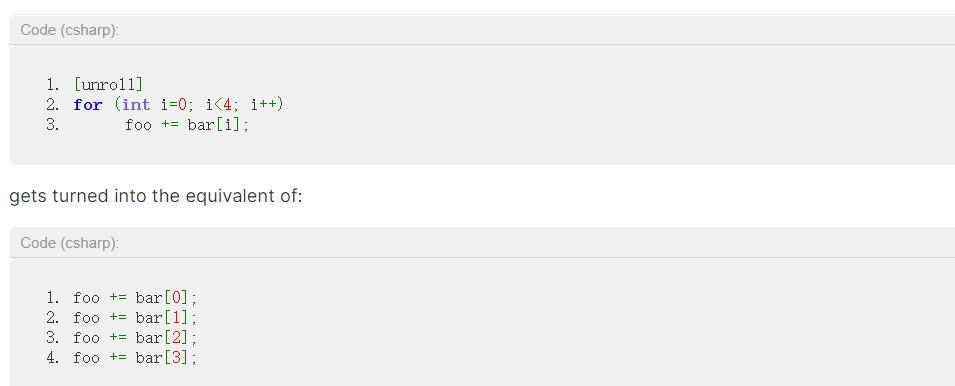 Code (csharp):
1. [unroll]
2. for (int i=0; i<4; i++)
3. foo += bar[i];
gets turned into the equivalent of:
Code (csharp):
1. foo += bar[0];
2. foo += bar[1];
3. foo += bar[2];
4. foo += bar[3];